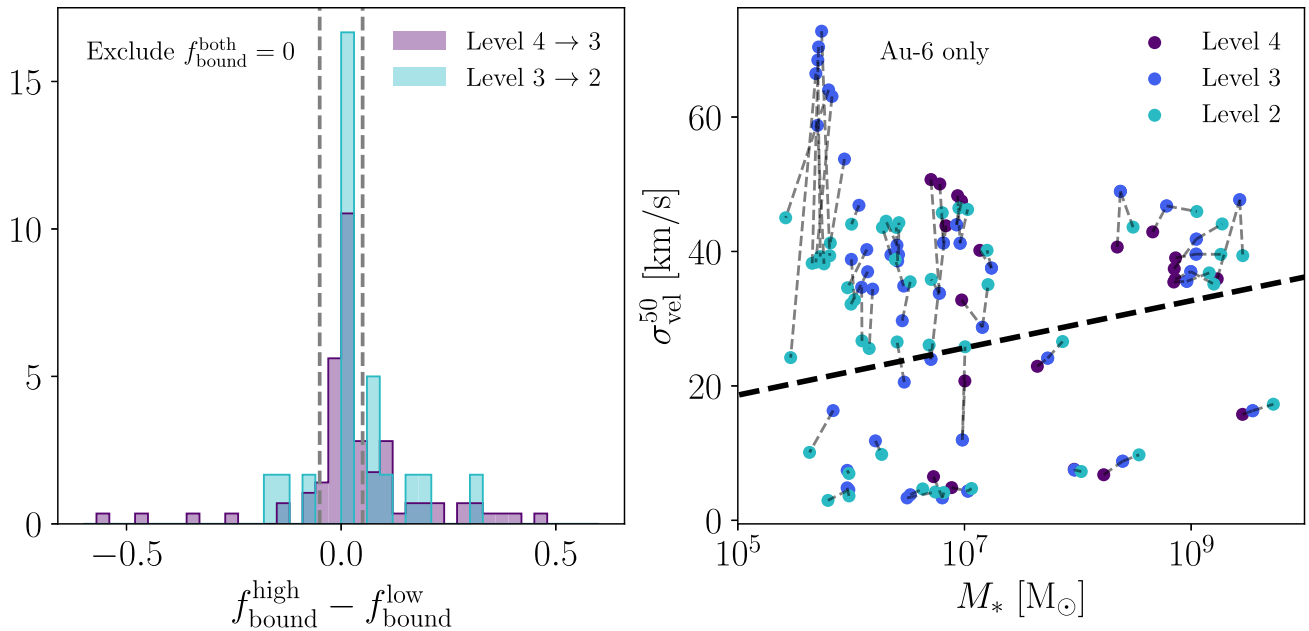 Exclude f_bound^both = 0
Level 4 → 3
Level 3 → 2
15
10
5
0
−0.5
0.0
0.5
f_bound^high − f_bound^low
Au-6 only
Level 4
Level 3
Level 2
σ_vel^50 [km/s]
60
40
20
0
10^5
10^7
10^9
M_* [M_⊙]